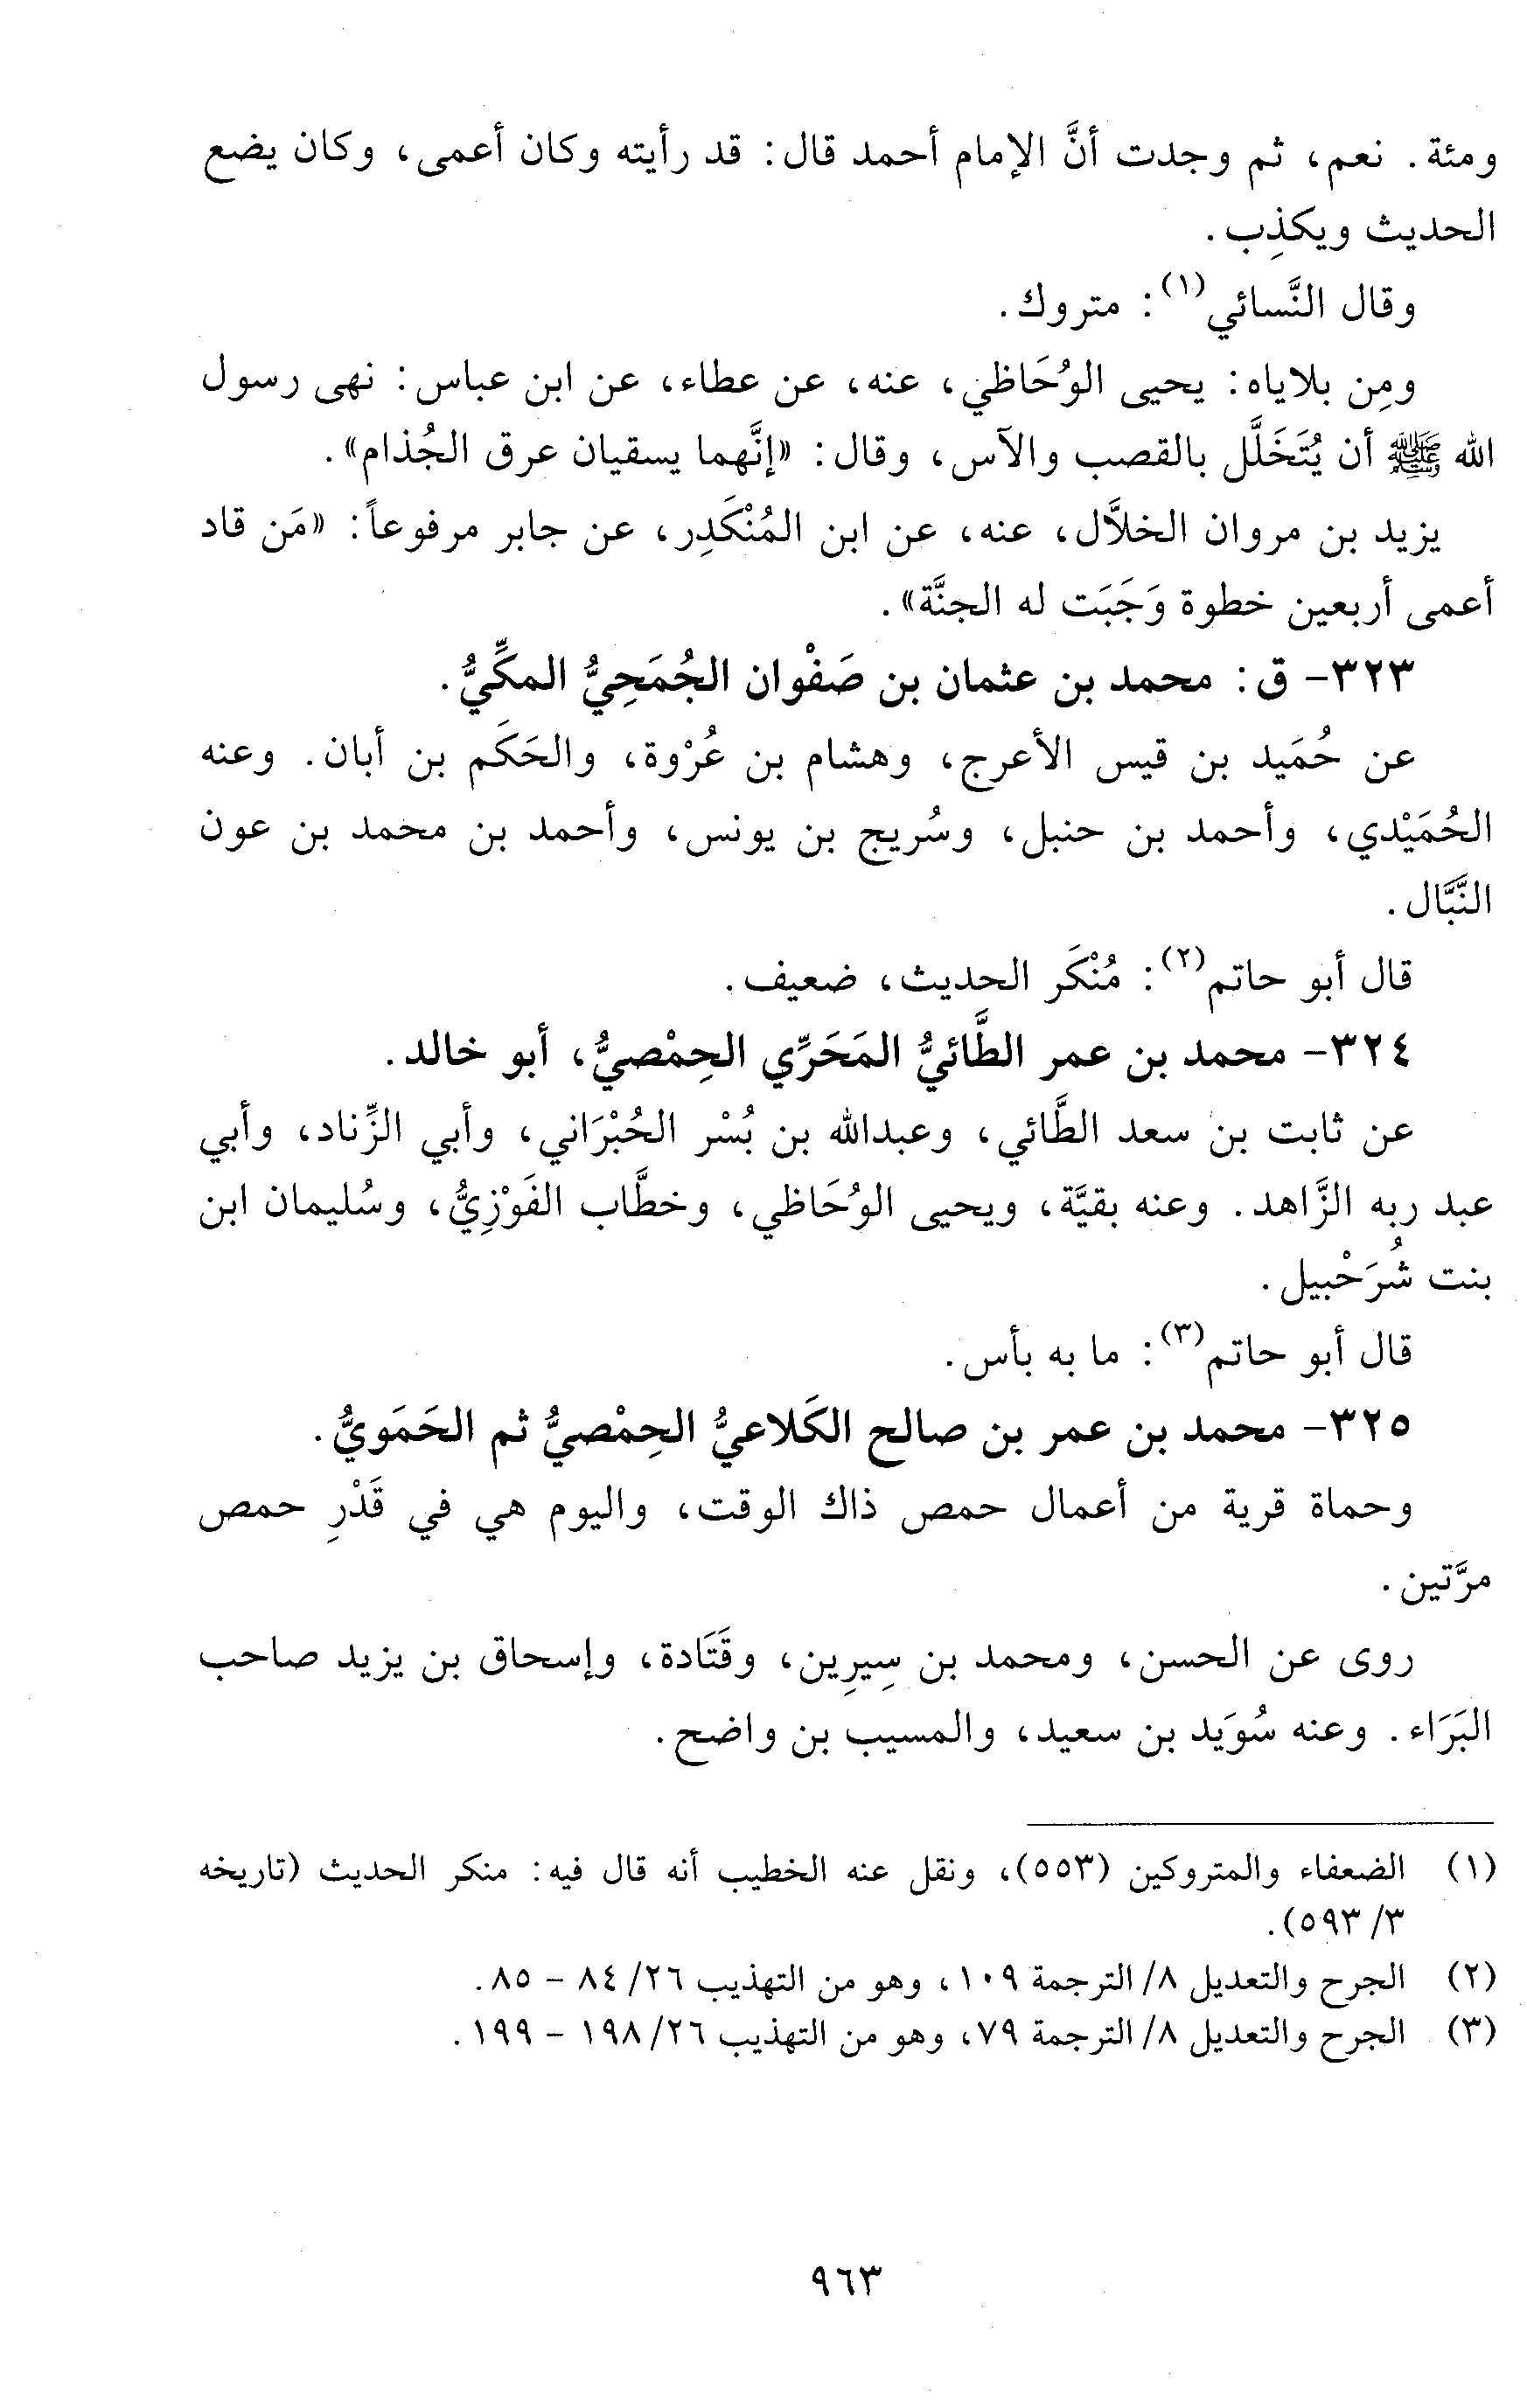 ومئة. نعم، ثم وجدت أنَّ الإمام أحمد قال: قد رأيته وكان أعمى، وكان يضع
الحديث ويكذِب.
وقال النَّسائي(١): متروك.
ومِن بلاياه: يحيى الوُحَاظي، عنه، عن عطاء، عن ابن عباس: نهى رسول
الله ﷺ أن يُتَخَلَّل بالقصب والآس، وقال: «إنَّهما يسقيان عرق الجُذام».
يزيد بن مروان الخلاَّل، عنه، عن ابن المُنْكَدِر، عن جابر مرفوعاً: «مَن قاد
أعمى أربعين خطوة وَجَبَت له الجنَّة».
٣٢٣- ق: محمد بن عثمان بن صَفْوان الجُمَحِيُّ المكِّيُّ.
عن حُمَيد بن قيس الأعرج، وهشام بن عُرْوة، والحَكَم بن أبان. وعنه
الحُمَيْدي، وأحمد بن حنبل، وسُريج بن يونس، وأحمد بن محمد بن عون
النَّبَّال.
قال أبو حاتم(٢): مُنْكَر الحديث، ضعيف.
٣٢٤- محمد بن عمر الطَّائيُّ المَحَرِّي الحِمْصيُّ، أبو خالد.
عن ثابت بن سعد الطَّائي، وعبدالله بن بُسْر الحُبْرَاني، وأبي الزِّناد، وأبي
عبد ربه الزَّاهد. وعنه بقيَّة، ويحيى الوُحَاظي، وخطَّاب الفَوْزِيُّ، وسُليمان ابن
بنت شُرَحْبيل.
قال أبو حاتم(٣): ما به بأس.
٣٢٥- محمد بن عمر بن صالح الكَلاعيُّ الحِمْصيُّ ثم الحَمَويُّ.
وحماة قرية من أعمال حمص ذاك الوقت، واليوم هي في قَدْرِ حمص
مرَّتين.
روى عن الحسن، ومحمد بن سِيرِين، وقَتَادة، وإسحاق بن يزيد صاحب
البَرَاء. وعنه سُوَيد بن سعيد، والمسيب بن واضح.
(١) الضعفاء والمتروكين (٥٥٣)، ونقل عنه الخطيب أنه قال فيه: منكر الحديث (تاريخه
٣/ ٥٩٣).
(٢) الجرح والتعديل ٨/ الترجمة ١٠٩، وهو من التهذيب ٢٦/ ٨٤ - ٨٥.
(٣) الجرح والتعديل ٨/ الترجمة ٧٩، وهو من التهذيب ٢٦/ ١٩٨ - ١٩٩.
٩٦٣